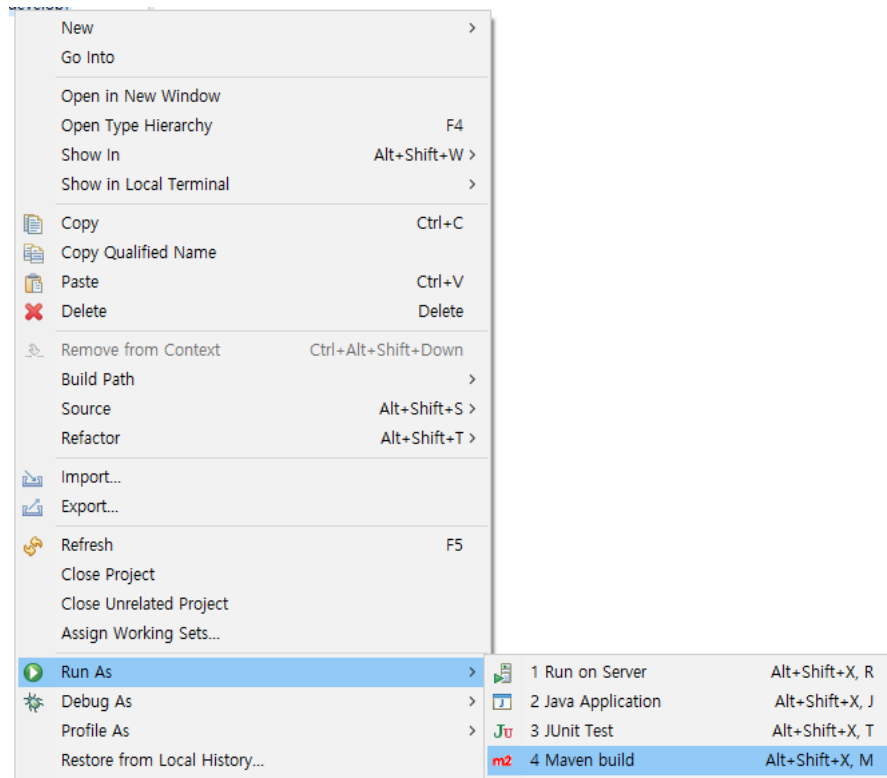 New >
Go Into
Open in New Window
Open Type Hierarchy F4
Show In Alt+Shift+W >
Show in Local Terminal >
Copy Ctrl+C
Copy Qualified Name
Paste Ctrl+V
Delete Delete
Remove from Context Ctrl+Alt+Shift+Down
Build Path >
Source Alt+Shift+S >
Refactor Alt+Shift+T >
Import...
Export...
Refresh F5
Close Project
Close Unrelated Project
Assign Working Sets...
Run As >
Debug As >
Profile As >
Restore from Local History...
1 Run on Server Alt+Shift+X, R
2 Java Application Alt+Shift+X, J
JU 3 JUnit Test Alt+Shift+X, T
m2 4 Maven build Alt+Shift+X, M